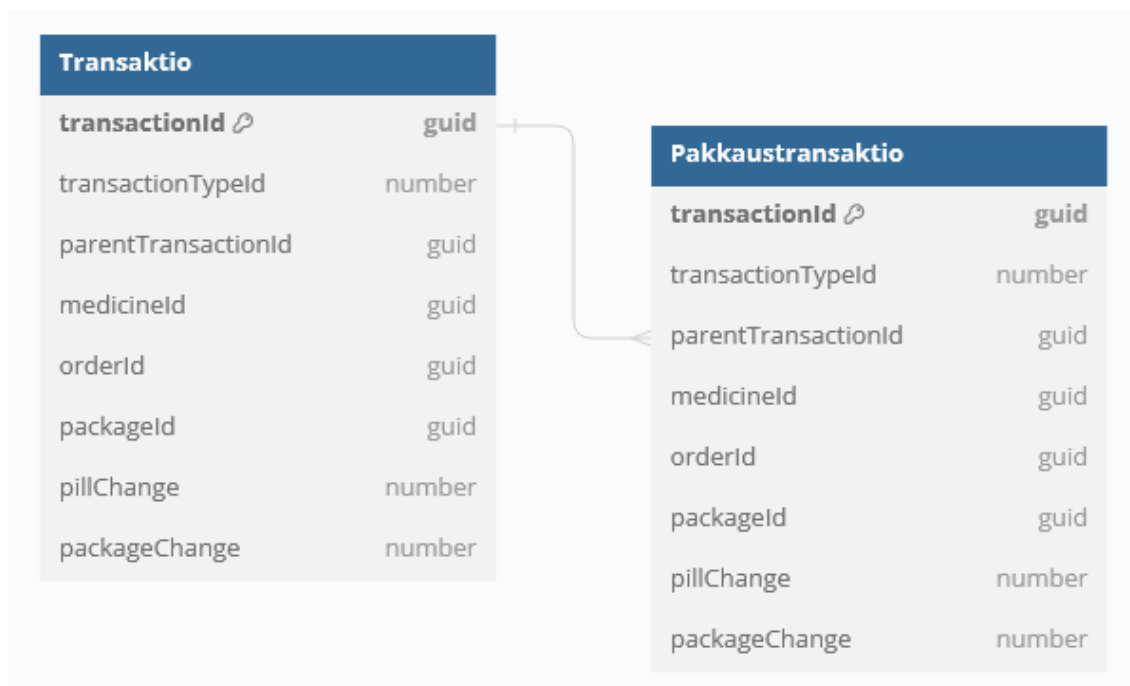 Transaktio
transactionId guid
transactionTypeId number
parentTransactionId guid
medicineId guid
orderId guid
packageId guid
pillChange number
packageChange number
Pakkaustransaktio
transactionId guid
transactionTypeId number
parentTransactionId guid
medicineId guid
orderId guid
packageId guid
pillChange number
packageChange number